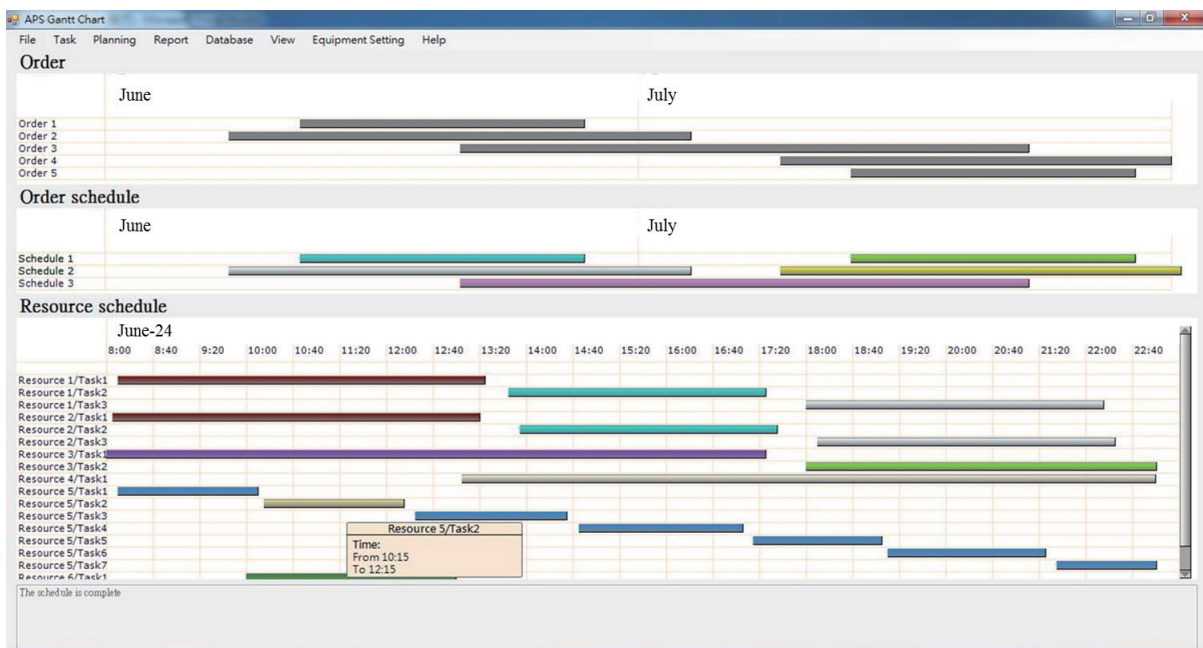 APS Gantt Chart
File Task Planning Report Database View Equipment Setting Help
Order
June July
Order 1
Order 2
Order 3
Order 4
Order 5
Order schedule
June July
Schedule 1
Schedule 2
Schedule 3
Resource schedule
June-24
8:00 8:40 9:20 10:00 10:40 11:20 12:00 12:40 13:20 14:00 14:40 15:20 16:00 16:40 17:20 18:00 18:40 19:20 20:00 20:40 21:20 22:00 22:40
Resource 1/Task1
Resource 1/Task2
Resource 1/Task3
Resource 2/Task1
Resource 2/Task2
Resource 2/Task3
Resource 3/Task1
Resource 3/Task2
Resource 4/Task1
Resource 5/Task1
Resource 5/Task2
Resource 5/Task3
Resource 5/Task4
Resource 5/Task5
Resource 5/Task6
Resource 5/Task7
Resource 6/Task1
Resource 5/Task2
Time:
From 10:15
To 12:15
The schedule is complete